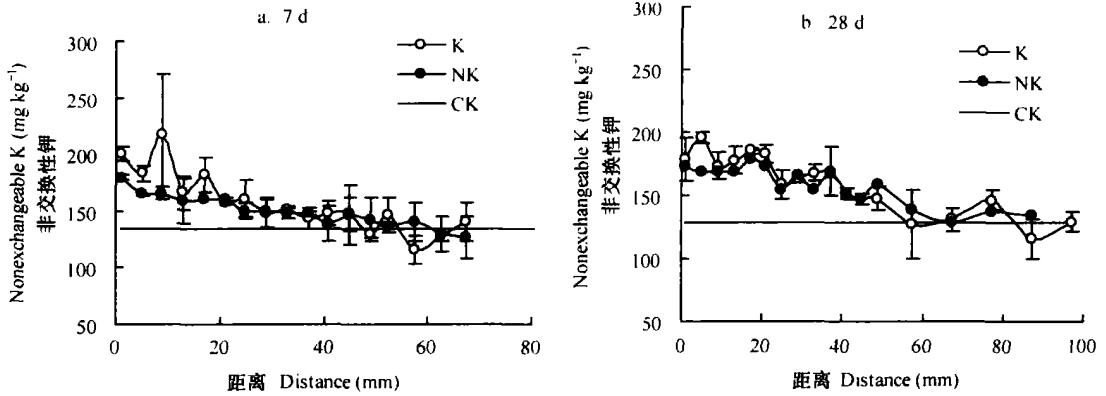 a. 7 d
300
250
200
150
100
50
0
20
40
60
80
K
NK
CK
Nonexchangeable K (mg kg⁻¹)
非交换性钾
距离 Distance (mm)
b 28 d
300
250
200
150
100
50
0
20
40
60
80
100
K
NK
CK
Nonexchangeable K (mg kg⁻¹)
非交换性钾
距离 Distance (mm)